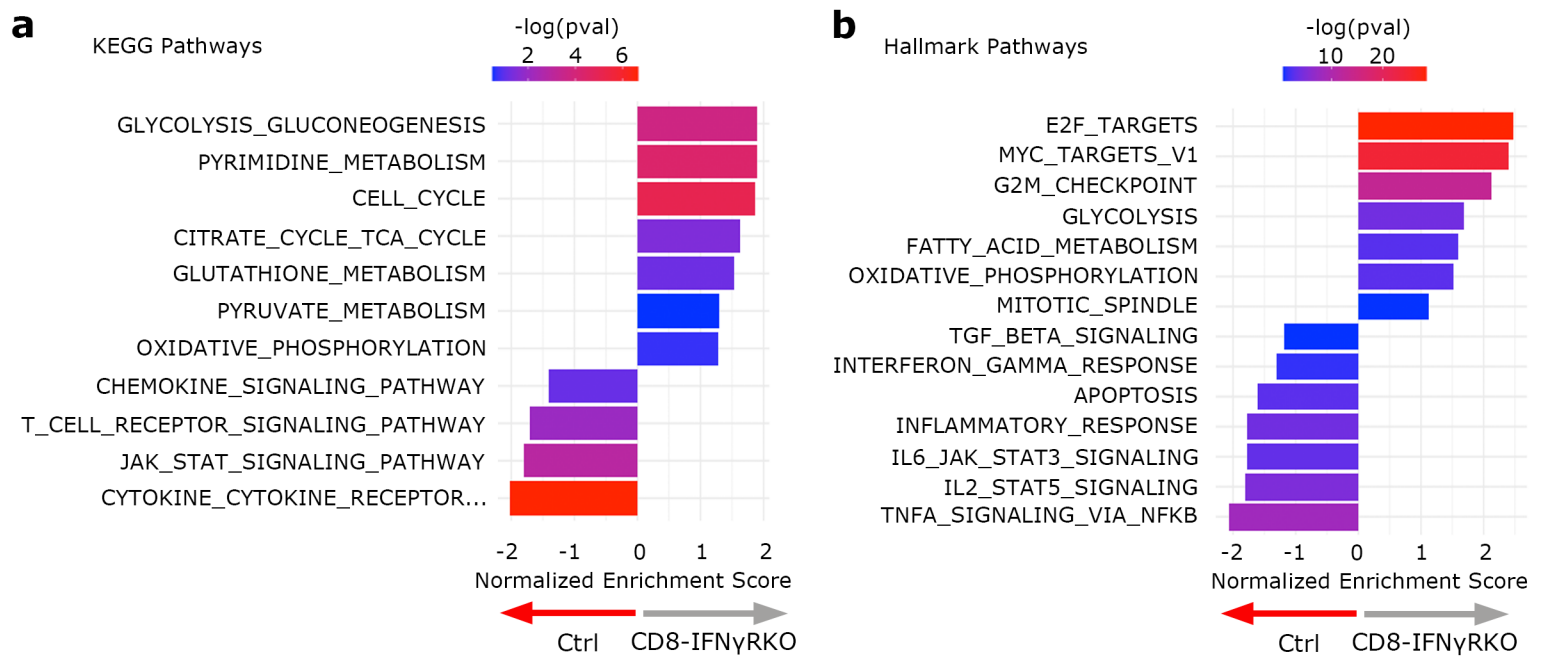 a
KEGG Pathways
-log(pval)
2 4 6
GLYCOLYSIS_GLUCONEOGENESIS
PYRIMIDINE_METABOLISM
CELL_CYCLE
CITRATE_CYCLE_TCA_CYCLE
GLUTATHIONE_METABOLISM
PYRUVATE_METABOLISM
OXIDATIVE_PHOSPHORYLATION
CHEMOKINE_SIGNALING_PATHWAY
T_CELL_RECEPTOR_SIGNALING_PATHWAY
JAK_STAT_SIGNALING_PATHWAY
CYTOKINE_CYTOKINE_RECEPTOR...
-2 -1 0 1 2
Normalized Enrichment Score
Ctrl CD8-IFNγRKO
b
Hallmark Pathways
-log(pval)
10 20
E2F_TARGETS
MYC_TARGETS_V1
G2M_CHECKPOINT
GLYCOLYSIS
FATTY_ACID_METABOLISM
OXIDATIVE_PHOSPHORYLATION
MITOTIC_SPINDLE
TGF_BETA_SIGNALING
INTERFERON_GAMMA_RESPONSE
APOPTOSIS
INFLAMMATORY_RESPONSE
IL6_JAK_STAT3_SIGNALING
IL2_STAT5_SIGNALING
TNFA_SIGNALING_VIA_NFKB
-2 -1 0 1 2
Normalized Enrichment Score
Ctrl CD8-IFNγRKO